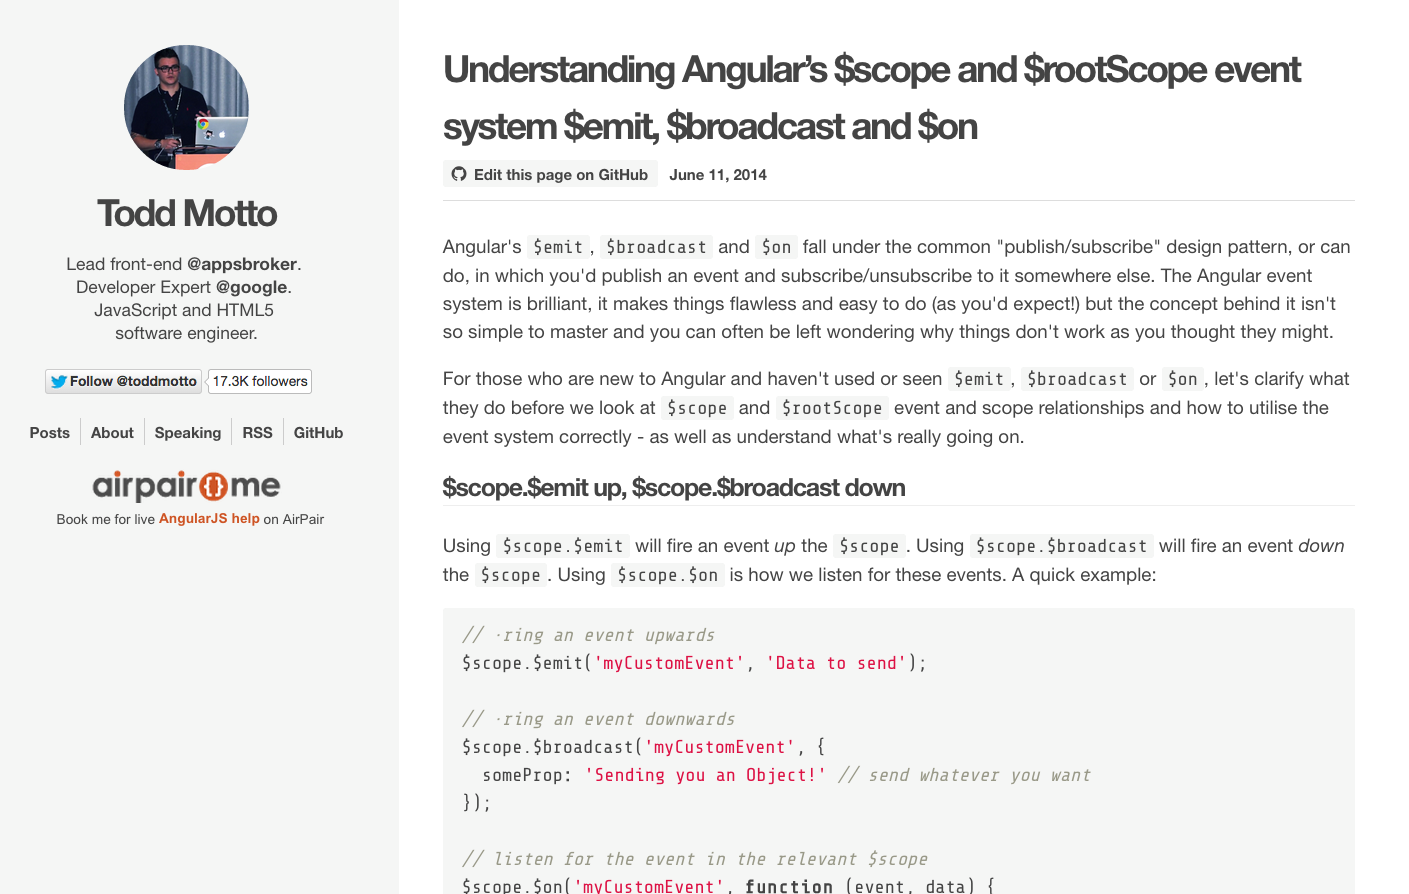 Todd Motto
Lead front-end @appsbroker.
Developer Expert @google.
JavaScript and HTML5
software engineer.
Follow @toddmotto 17.3K followers
Posts About Speaking RSS GitHub
airpair{}me
Book me for live AngularJS help on AirPair
Understanding Angular’s $scope and $rootScope event
system $emit, $broadcast and $on
Edit this page on GitHub June 11, 2014
Angular's $emit, $broadcast and $on fall under the common "publish/subscribe" design pattern, or can
do, in which you'd publish an event and subscribe/unsubscribe to it somewhere else. The Angular event
system is brilliant, it makes things flawless and easy to do (as you'd expect!) but the concept behind it isn't
so simple to master and you can often be left wondering why things don't work as you thought they might.
For those who are new to Angular and haven't used or seen $emit, $broadcast or $on, let's clarify what
they do before we look at $scope and $rootScope event and scope relationships and how to utilise the
event system correctly - as well as understand what's really going on.
$scope.$emit up, $scope.$broadcast down
Using $scope.$emit will fire an event up the $scope. Using $scope.$broadcast will fire an event down
the $scope. Using $scope.$on is how we listen for these events. A quick example:
// ·ring an event upwards
$scope.$emit('myCustomEvent', 'Data to send');
// ·ring an event downwards
$scope.$broadcast('myCustomEvent', {
someProp: 'Sending you an Object!' // send whatever you want
});
// listen for the event in the relevant $scope
$scope.$on('myCustomEvent', function (event, data) {